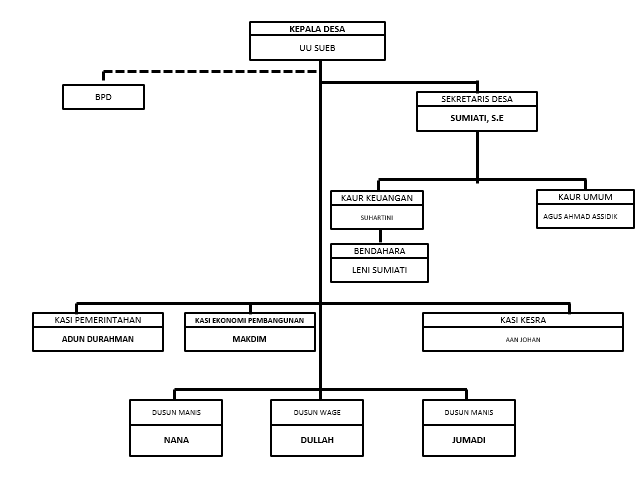 KEPALA DESA
UU SUEB
BPD
SEKRETARIS DESA
SUMIATI, S.E
KAUR KEUANGAN
SUHARTINI
KAUR UMUM
AGUS AHMAD ASSIDIK
BENDAHARA
LENI SUMIATI
KASI PEMERINTAHAN
ADUN DURAHMAN
KASI EKONOMI PEMBANGUNAN
MAKDIM
KASI KESRA
AAN JOHAN
DUSUN MANIS
NANA
DUSUN WAGE
DULLAH
DUSUN MANIS
JUMADI